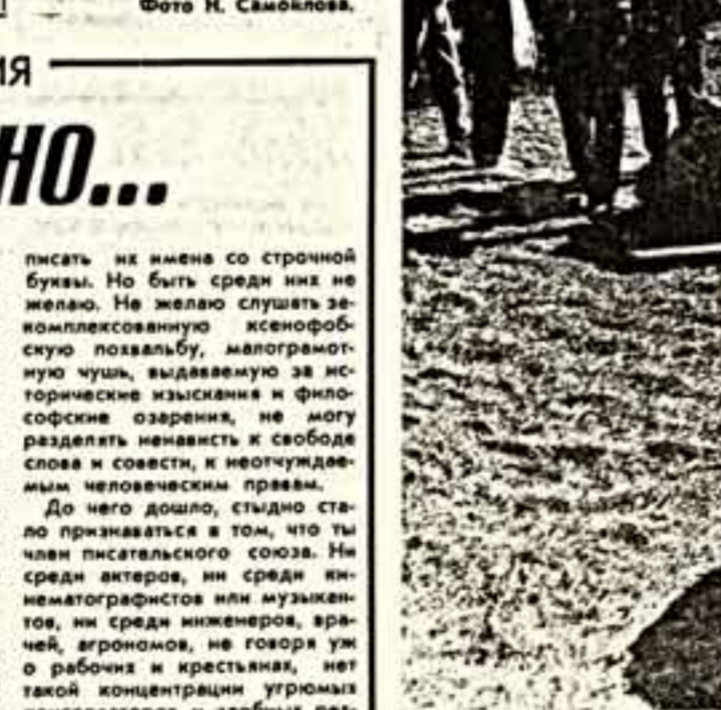 Фото Н. Самойлова.
ИЯ
НО...
писать их имена со строчной
буквы. Но быть среди них не
желаю. Не желаю слушать за-
комплексованную ксенофоб-
скую похвальбу, малограмот-
ную чушь, выдаваемую за ис-
торические изыскания и фило-
софские озарения, не могу
разделять ненависть к свободе
слова и совести, к неотчуждае-
мым человеческим правам.
До чего дошло, стыдно ста-
ло признаваться в том, что ты
член писательского союза. Ни
среди актеров, ни среди ки-
нематографистов или музыкан-
тов, ни среди инженеров, вра-
чей, агрономов, не говоря уж
о рабочих и крестьянах, нет
такой концентрации угрюмых